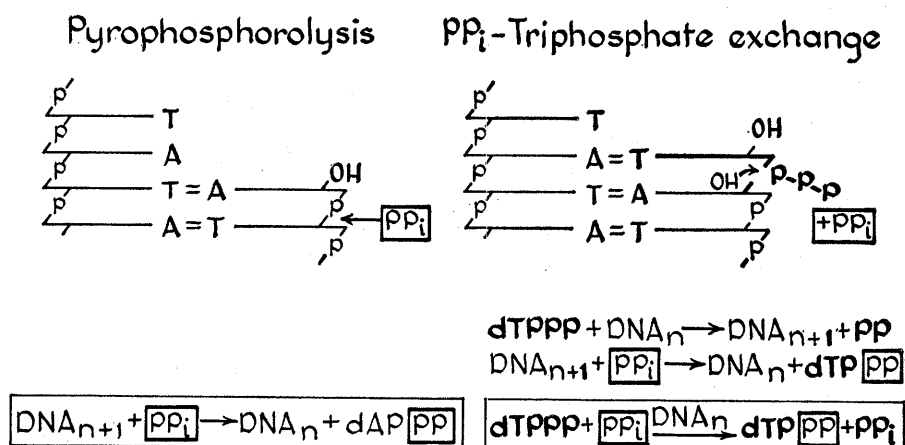 Pyrophosphorolysis
p
T
p
A
OH
p
T = A
p
p
A = T
PPi
p
PPi-Triphosphate exchange
p
T
OH
p
A = T
p
OH
p-p-p
T = A
p
p
+PPi
A = T
p
dTPPP + DNAn → DNAn+1 + PP
DNAn+1 + PPi → DNAn + dTP PP
DNAn+1 + PPi → DNAn + dAP PP
dTPPP + PPi DNAn → dTP PP + PPi